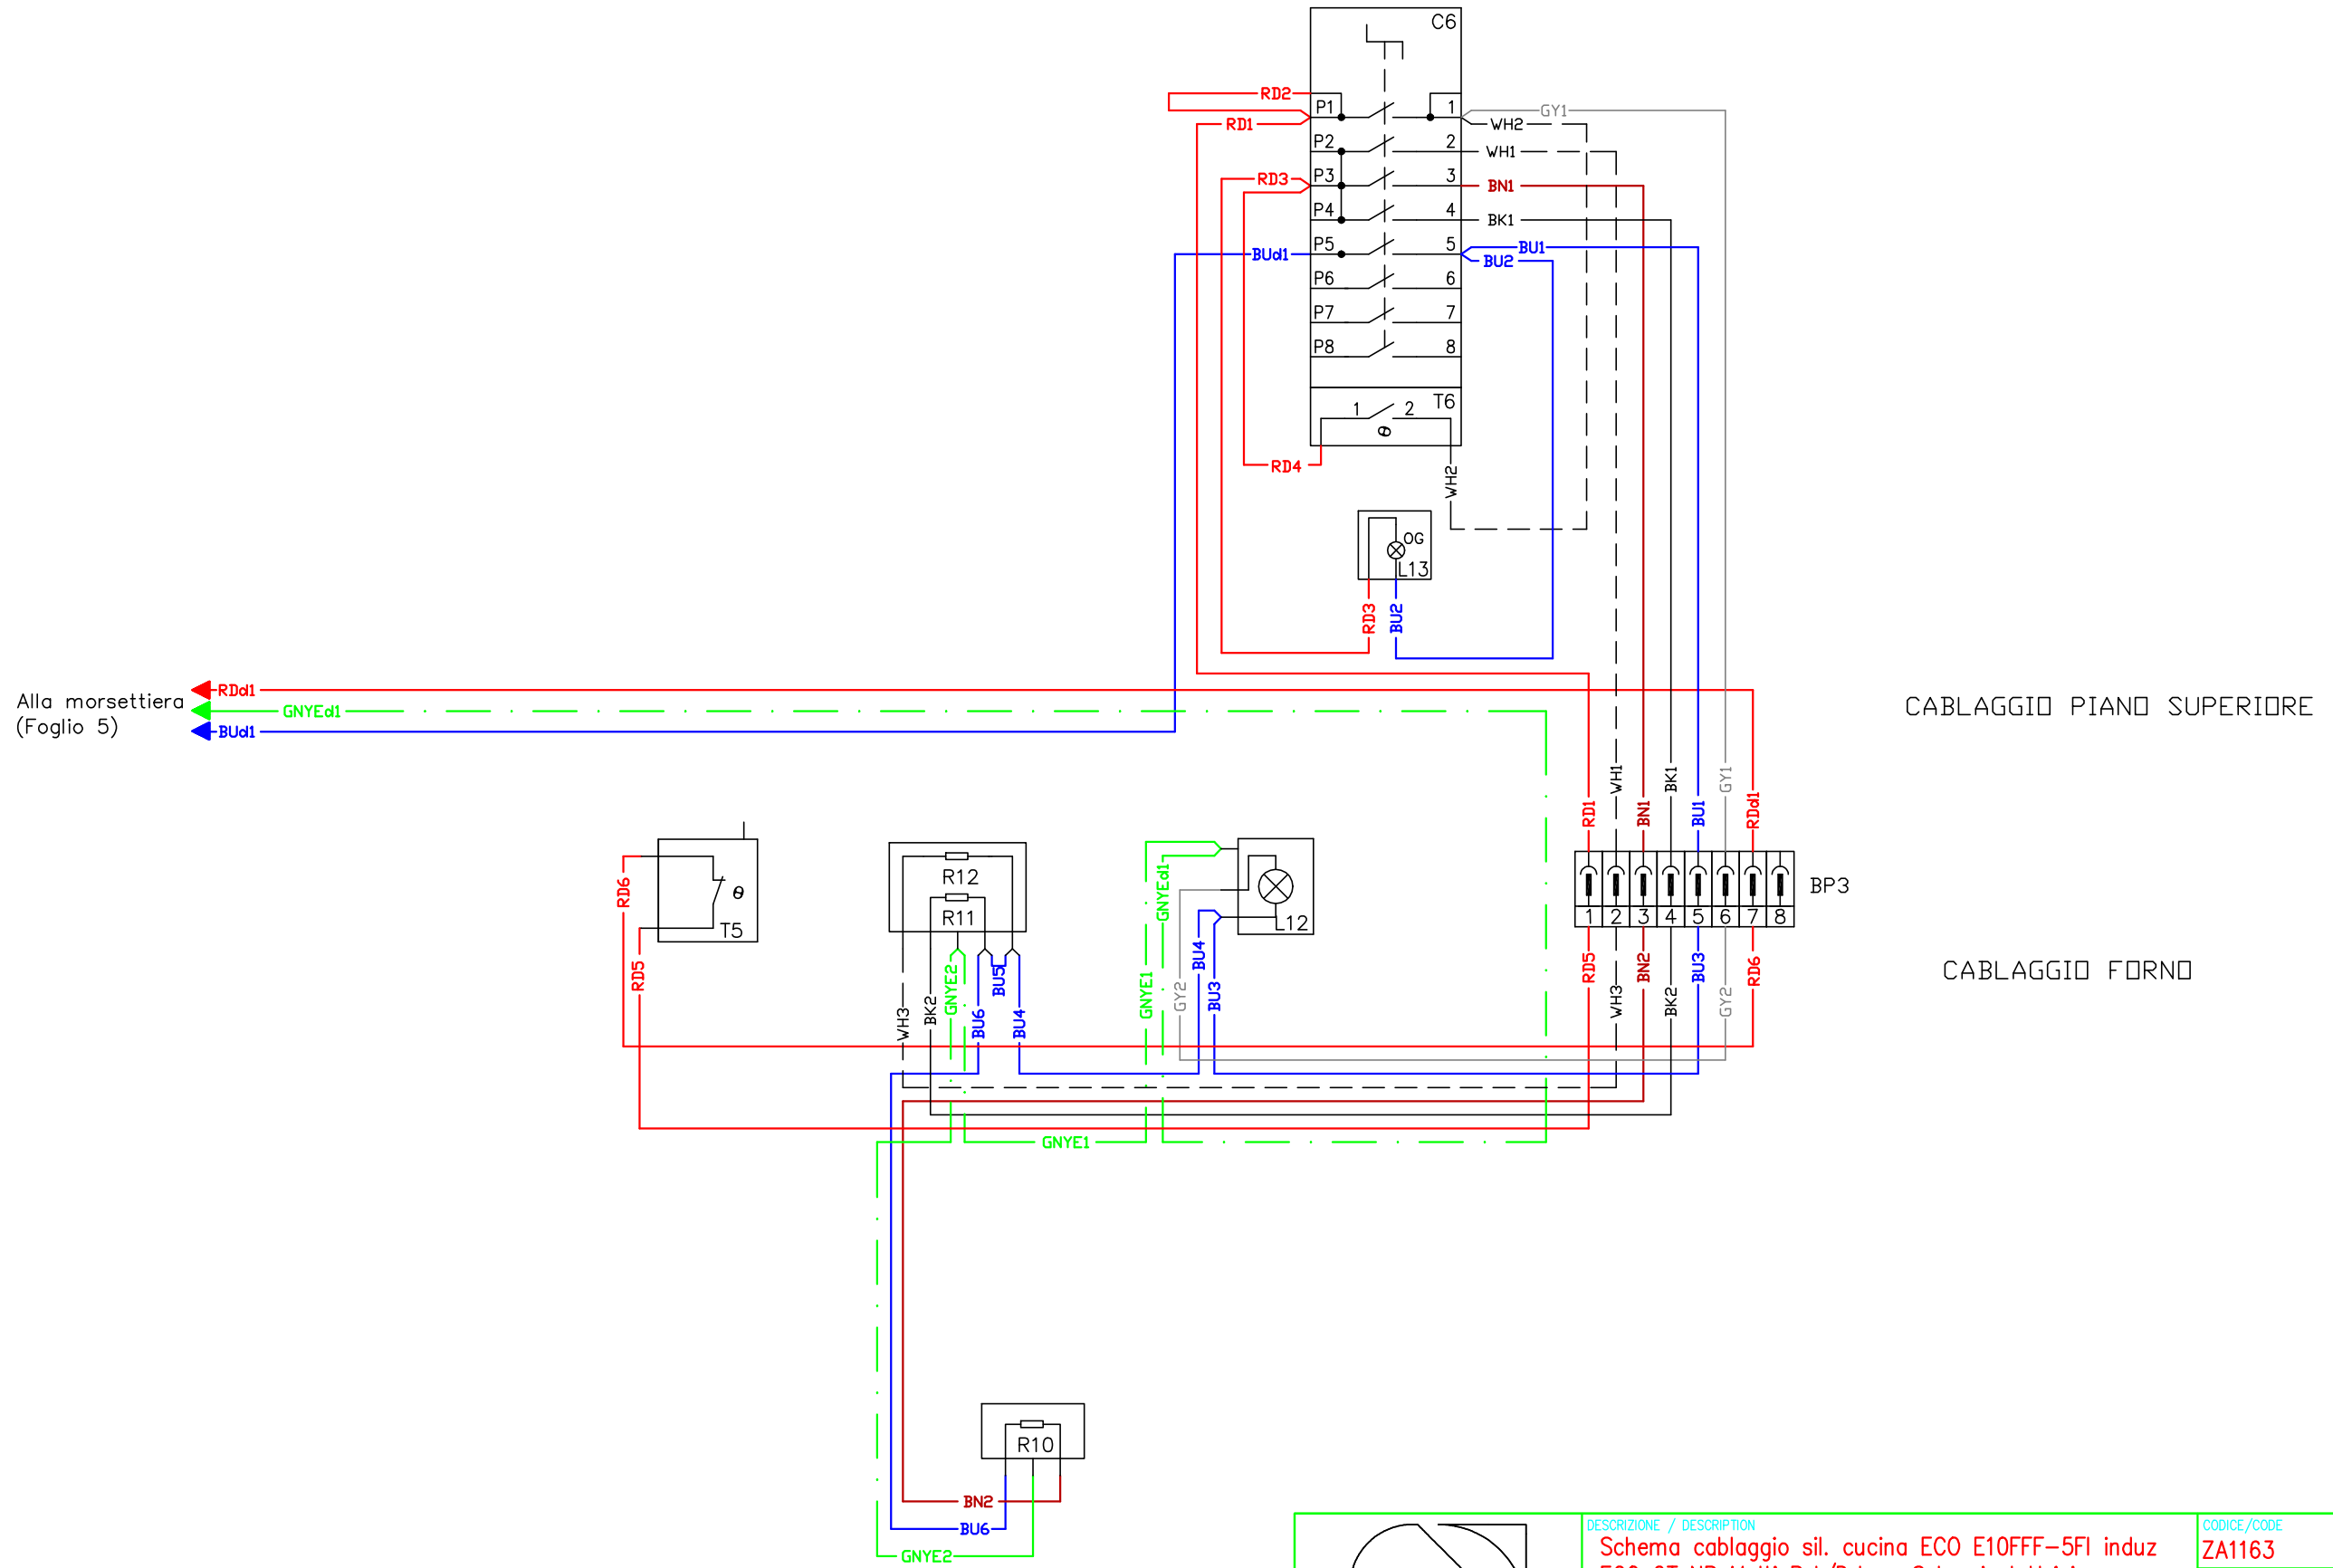 C6
RD2
P1
1
GY1
RD1
WH2
P2
2
WH1
RD3
P3
3
BN1
P4
4
BK1
BUd1
P5
5
BU1
BU2
P6
6
P7
7
P8
8
T6
1
2
θ
RD4
WH2
OG
L13
RD3
BU2
Alla morsettiera
(Foglio 5)
RDd1
GNYEd1
BUd1
CABLAGGIO PIANO SUPERIORE
RD1
WH1
BN1
BK1
BU1
GY1
RDd1
BP3
1
2
3
4
5
6
7
8
RD6
θ
T5
RD5
R12
R11
GNYEd1
L12
CABLAGGIO FORNO
WH3
BK2
GNYE2
BU6
BU5
BU4
GNYE1
GY2
BU4
BU3
RD5
WH3
BN2
BK2
BU3
GY2
RD6
GNYE1
R10
BN2
BU6
GNYE2
DESCRIZIONE / DESCRIPTION
Schema cablaggio sil. cucina ECO E10FFF-5FI induz
CODICE/CODE
ZA1163